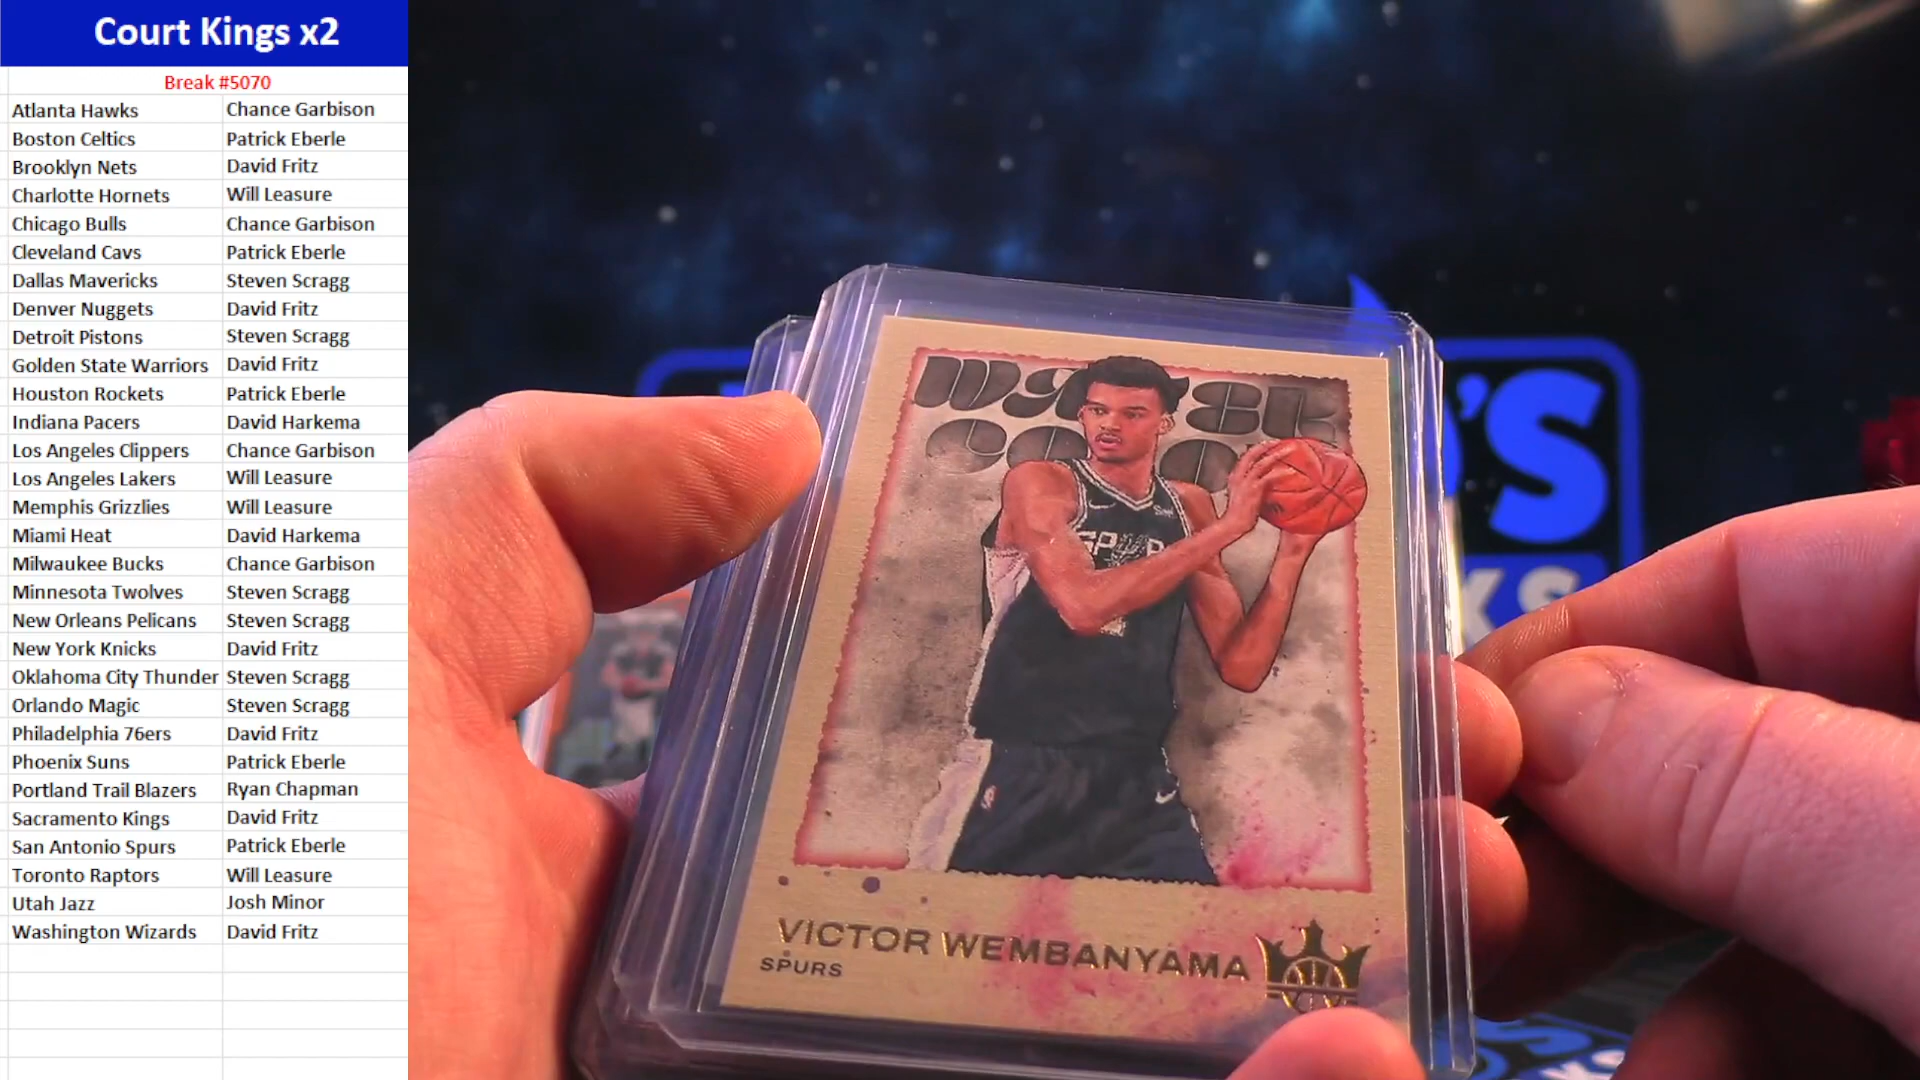 Court Kings x2
Break #5070
Atlanta Hawks Chance Garbison
Boston Celtics Patrick Eberle
Brooklyn Nets David Fritz
Charlotte Hornets Will Leasure
Chicago Bulls Chance Garbison
Cleveland Cavs Patrick Eberle
Dallas Mavericks Steven Scragg
Denver Nuggets David Fritz
Detroit Pistons Steven Scragg
Golden State Warriors David Fritz
Houston Rockets Patrick Eberle
Indiana Pacers David Harkema
Los Angeles Clippers Chance Garbison
Los Angeles Lakers Will Leasure
Memphis Grizzlies Will Leasure
Miami Heat David Harkema
Milwaukee Bucks Chance Garbison
Minnesota Twolves Steven Scragg
New Orleans Pelicans Steven Scragg
New York Knicks David Fritz
Oklahoma City Thunder Steven Scragg
Orlando Magic Steven Scragg
Philadelphia 76ers David Fritz
Phoenix Suns Patrick Eberle
Portland Trail Blazers Ryan Chapman
Sacramento Kings David Fritz
San Antonio Spurs Patrick Eberle
Toronto Raptors Will Leasure
Utah Jazz Josh Minor
Washington Wizards David Fritz
VICTOR WEMBANYAMA
SPURS